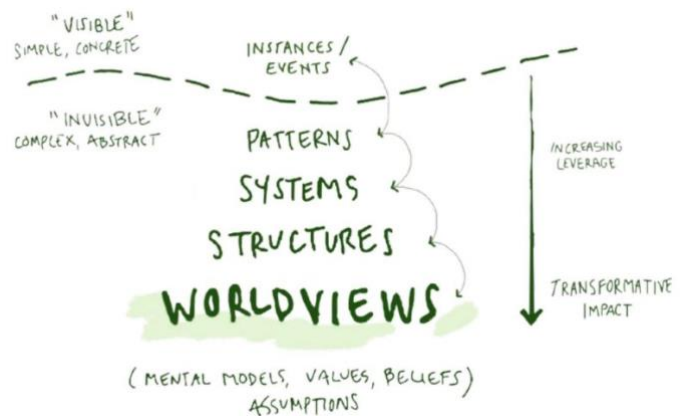 "VISIBLE"
SIMPLE, CONCRETE
INSTANCES/
EVENTS
"INVISIBLE"
COMPLEX, ABSTRACT
PATTERNS
SYSTEMS
STRUCTURES
WORLDVIEWS
(MENTAL MODELS, VALUES, BELIEFS)
ASSUMPTIONS
INCREASING
LEVERAGE
TRANSFORMATIVE
IMPACT